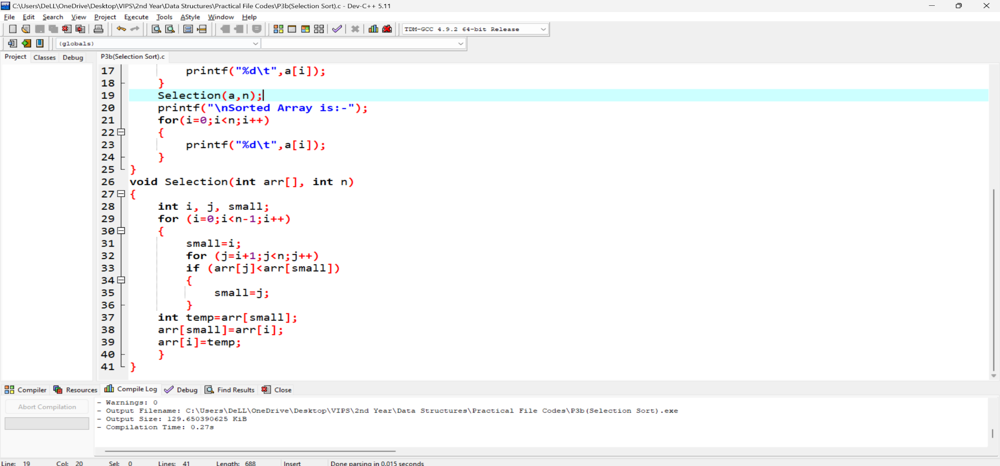 C:\Users\DeLL\OneDrive\Desktop\VIPS\2nd Year\Data Structures\Practical File Codes\P3b(Selection Sort).c - Dev-C++ 5.11
File Edit Search View Project Execute Tools AStyle Window Help
TDM-GCC 4.9.2 64-bit Release
(globals)
Project Classes Debug P3b(Selection Sort).c
17 printf("%d\t",a[i]);
18 }
19 Selection(a,n);
20 printf("\nSorted Array is:-");
21 for(i=0;i<n;i++)
22 {
23 printf("%d\t",a[i]);
24 }
25 }
26 void Selection(int arr[], int n)
27 {
28 int i, j, small;
29 for (i=0;i<n-1;i++)
30 {
31 small=i;
32 for (j=i+1;j<n;j++)
33 if (arr[j]<arr[small])
34 {
35 small=j;
36 }
37 int temp=arr[small];
38 arr[small]=arr[i];
39 arr[i]=temp;
40 }
41 }
Compiler Resources Compile Log Debug Find Results Close
Abort Compilation
- Warnings: 0
- Output Filename: C:\Users\DeLL\OneDrive\Desktop\VIPS\2nd Year\Data Structures\Practical File Codes\P3b(Selection Sort).exe
- Output Size: 129.650390625 KiB
- Compilation Time: 0.27s
Line: 19 Col: 20 Sel: 0 Lines: 41 Length: 688 Insert Done parsing in 0.015 seconds